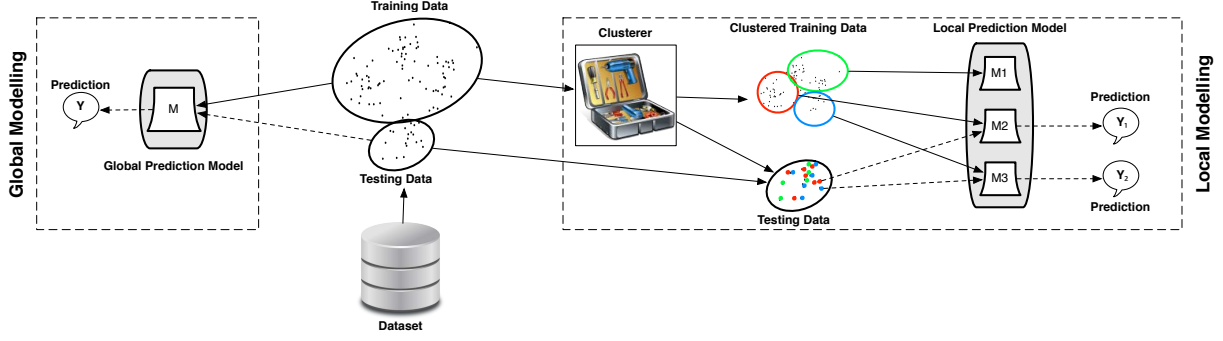 Global Modelling
Prediction
Y
M
Global Prediction Model
Training Data
Testing Data
Dataset
Clusterer
Clustered Training Data
Testing Data
Local Prediction Model
M1
M2
M3
Prediction
Y₁
Y₂
Prediction
Local Modelling